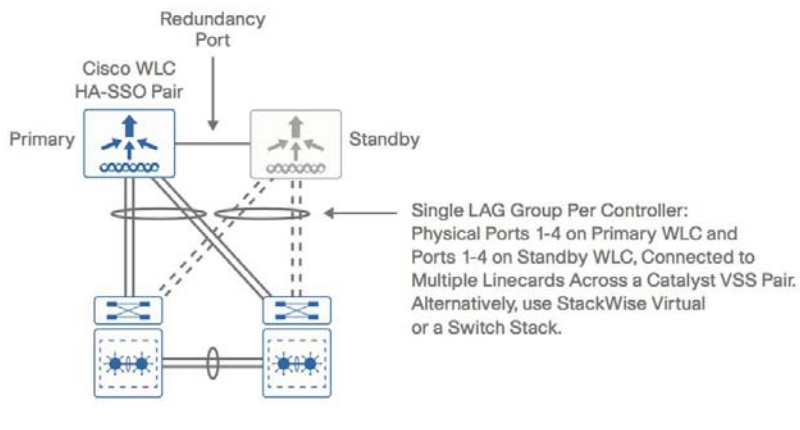 Redundancy
Port
Cisco WLC
HA-SSO Pair
Primary
Standby
Single LAG Group Per Controller:
Physical Ports 1-4 on Primary WLC and
Ports 1-4 on Standby WLC, Connected to
Multiple Linecards Across a Catalyst VSS Pair.
Alternatively, use StackWise Virtual
or a Switch Stack.